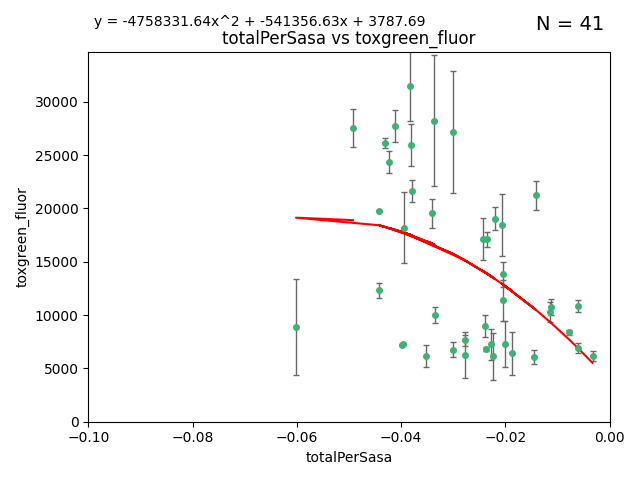 y = -4758331.64x^2 + -541356.63x + 3787.69
N = 41
totalPerSasa vs toxgreen_fluor
toxgreen_fluor
30000
25000
20000
15000
10000
5000
0
−0.10
−0.08
−0.06
−0.04
−0.02
0.00
totalPerSasa